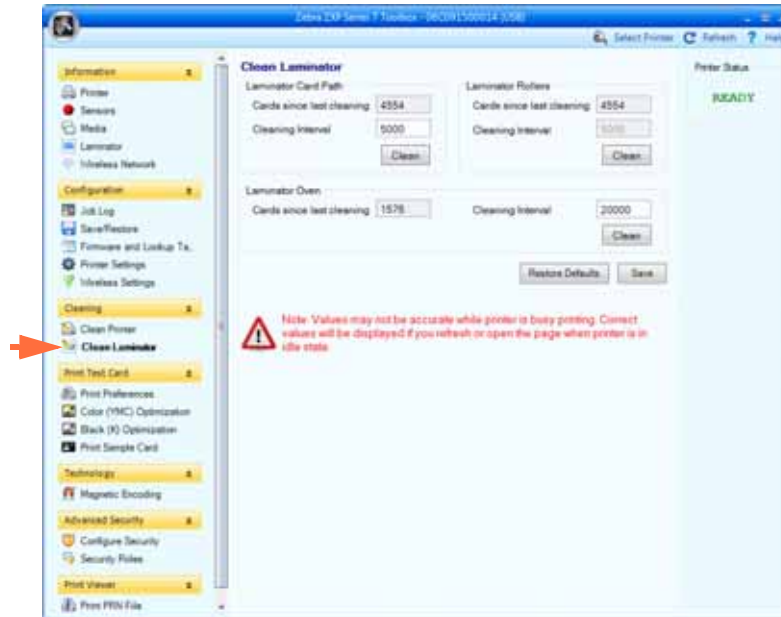 Zebra ZXP Series 7 Toolbox - 06C091500014 (USB)
Select Printer Refresh ? Help
Information
Printer
Sensors
Media
Laminator
Wireless Network
Configuration
Job Log
Save/Restore
Firmware and Lookup Ta.
Printer Settings
Wireless Settings
Cleaning
Clean Printer
Clean Laminator
Print Test Card
Print Preferences
Color (YMC) Optimization
Black (K) Optimization
Print Sample Card
Technology
Magnetic Encoding
Advanced Security
Configure Security
Security Roles
Print Viewer
Print PRN File
Clean Laminator
Laminator Card Path
Cards since last cleaning 4554
Cleaning Interval 5000
Clean
Laminator Rollers
Cards since last cleaning 4554
Cleaning Interval
Clean
Laminator Oven
Cards since last cleaning 1576 Cleaning Interval 20000
Clean
Restore Defaults Save
Note: Values may not be accurate while printer is busy printing. Correct
values will be displayed if you refresh or open the page when printer is in
idle state.
Printer Status
READY